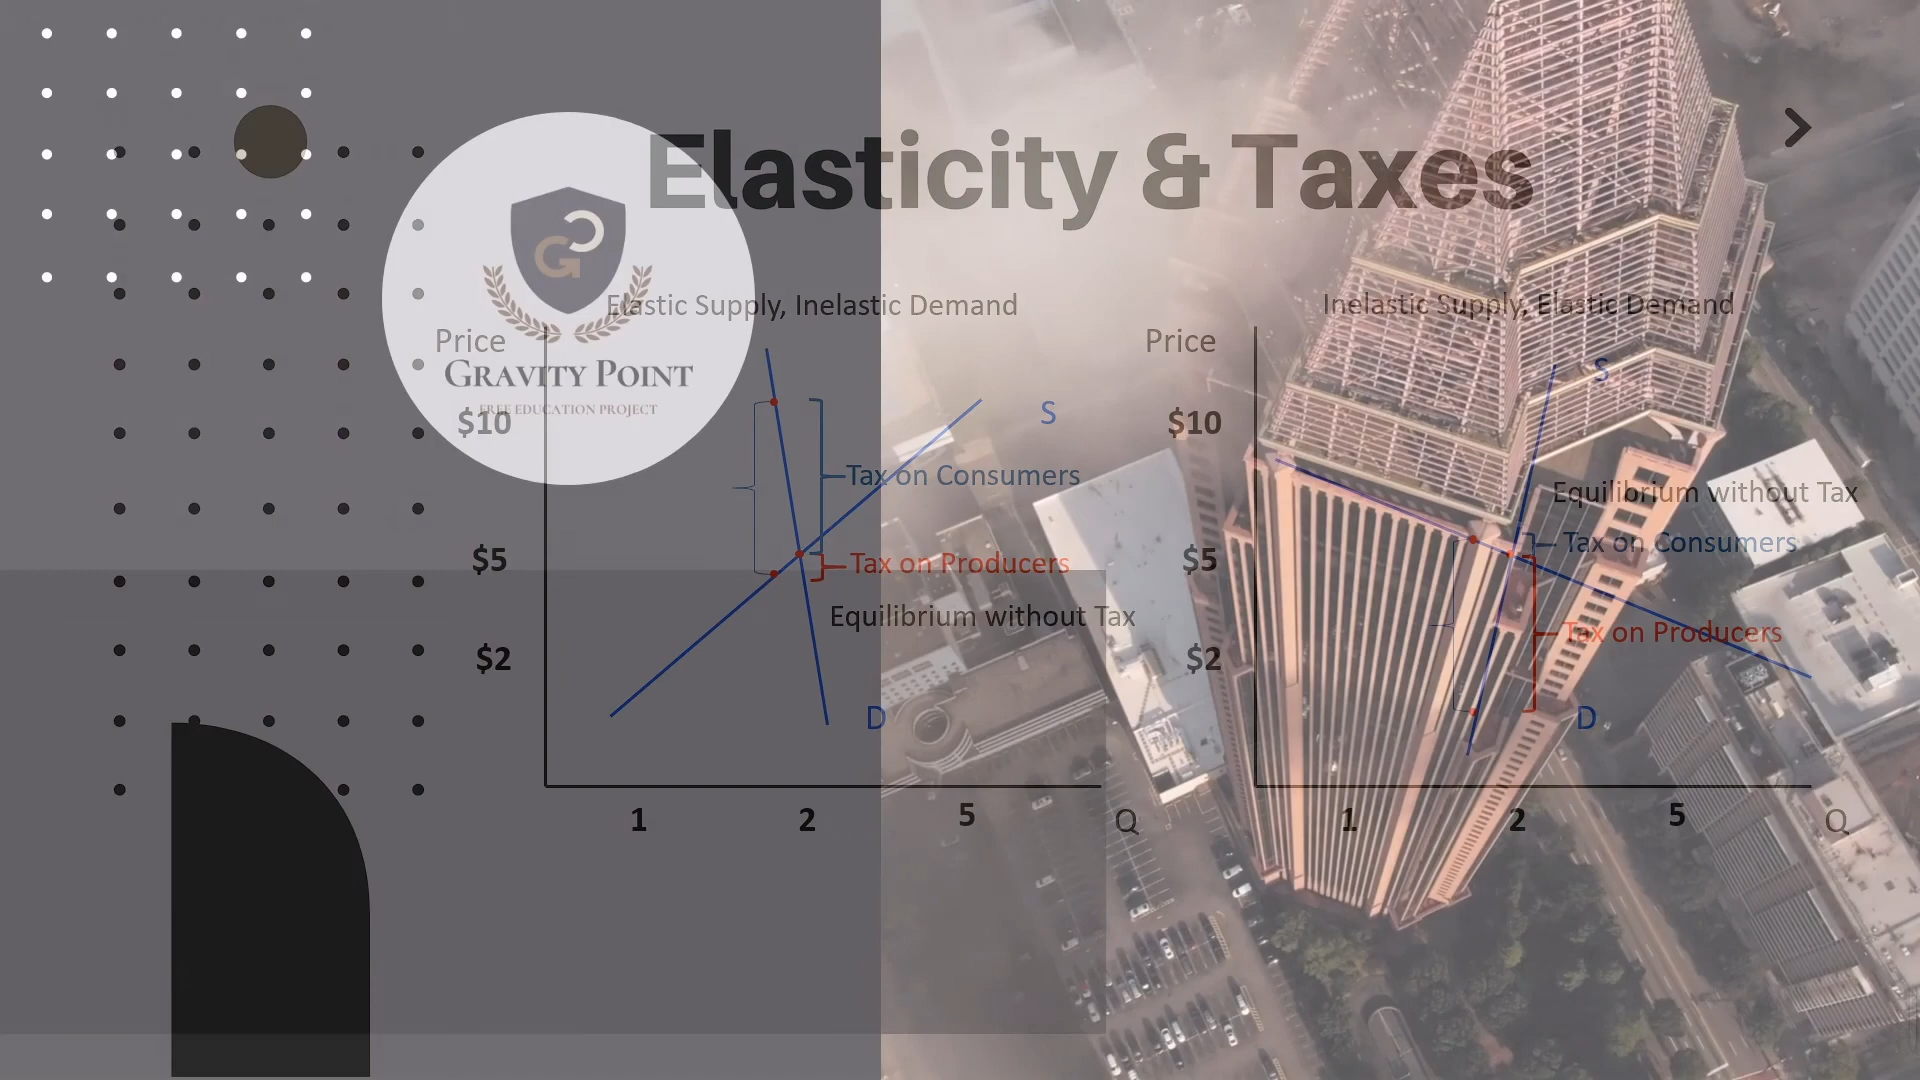 Elasticity & Taxes
GRAVITY POINT
FREE EDUCATION PROJECT
Elastic Supply, Inelastic Demand
Price
$10
$5
$2
S
Tax on Consumers
Tax on Producers
Equilibrium without Tax
D
1
2
5
Q
Inelastic Supply, Elastic Demand
Price
$10
$5
$2
S
Equilibrium without Tax
Tax on Consumers
Tax on Producers
D
1
2
5
Q